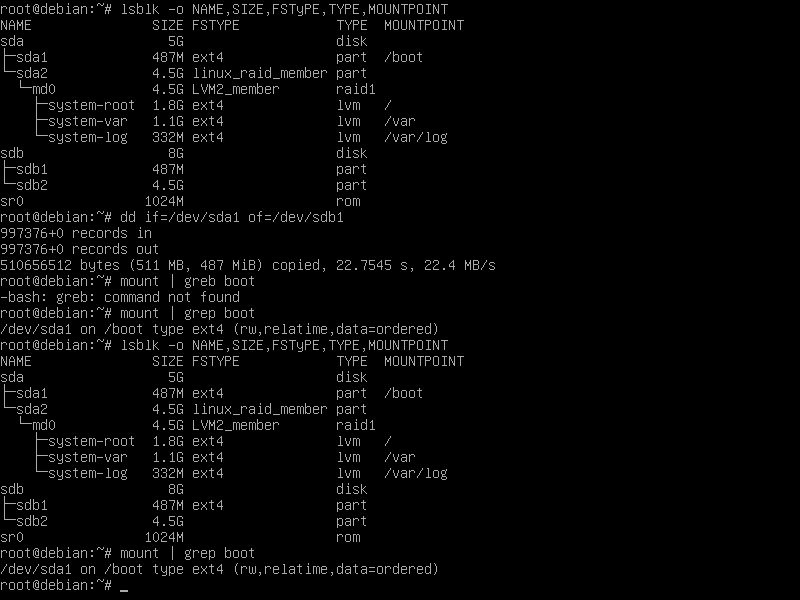 root@debian:~# lsblk -o NAME,SIZE,FSTyPE,TYPE,MOUNTPOINT
NAME               SIZE FSTYPE            TYPE  MOUNTPOINT
sda                  5G                   disk
├─sda1             487M ext4              part  /boot
└─sda2             4.5G linux_raid_member part
  └─md0            4.5G LVM2_member       raid1
    ├─system-root  1.8G ext4              lvm   /
    ├─system-var   1.1G ext4              lvm   /var
    └─system-log   332M ext4              lvm   /var/log
sdb                  8G                   disk
├─sdb1             487M                   part
└─sdb2             4.5G                   part
sr0               1024M                   rom
root@debian:~# dd if=/dev/sda1 of=/dev/sdb1
997376+0 records in
997376+0 records out
510656512 bytes (511 MB, 487 MiB) copied, 22.7545 s, 22.4 MB/s
root@debian:~# mount | greb boot
-bash: greb: command not found
root@debian:~# mount | grep boot
/dev/sda1 on /boot type ext4 (rw,relatime,data=ordered)
root@debian:~# lsblk -o NAME,SIZE,FSTyPE,TYPE,MOUNTPOINT
NAME               SIZE FSTYPE            TYPE  MOUNTPOINT
sda                  5G                   disk
├─sda1             487M ext4              part  /boot
└─sda2             4.5G linux_raid_member part
  └─md0            4.5G LVM2_member       raid1
    ├─system-root  1.8G ext4              lvm   /
    ├─system-var   1.1G ext4              lvm   /var
    └─system-log   332M ext4              lvm   /var/log
sdb                  8G                   disk
├─sdb1             487M ext4              part
└─sdb2             4.5G                   part
sr0               1024M                   rom
root@debian:~# mount | grep boot
/dev/sda1 on /boot type ext4 (rw,relatime,data=ordered)
root@debian:~# _